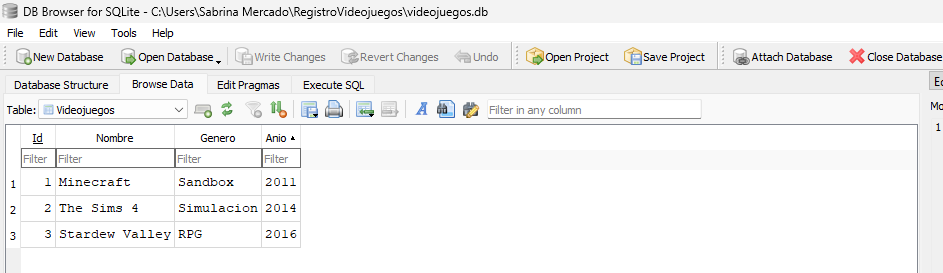 DB Browser for SQLite - C:\Users\Sabrina Mercado\RegistroVideojuegos\videojuegos.db
File Edit View Tools Help
New Database Open Database Write Changes Revert Changes Undo Open Project Save Project Attach Database Close Database
Database Structure Browse Data Edit Pragmas Execute SQL
Table: Videojuegos Filter in any column
Id Nombre Genero Anio
Filter Filter Filter Filter
1 1 Minecraft Sandbox 2011
2 2 The Sims 4 Simulacion 2014
3 3 Stardew Valley RPG 2016
Mo
1